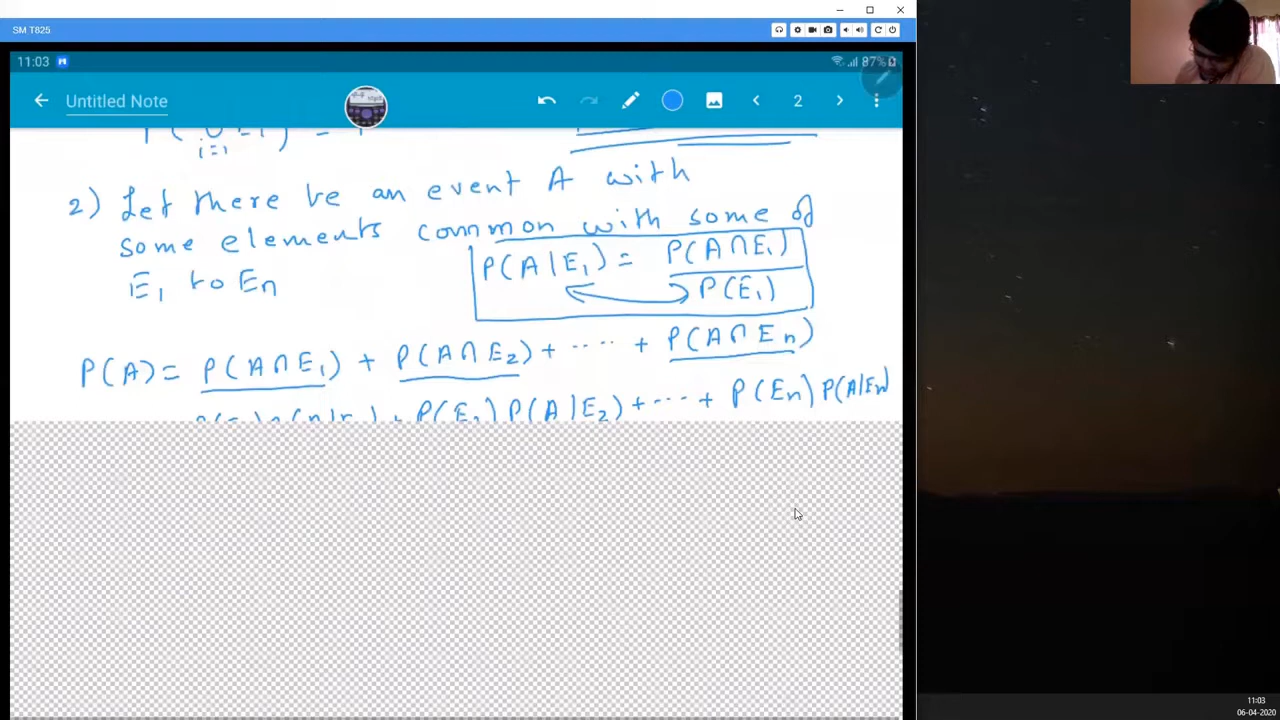 SM T825
11:03
87%
Untitled Note
2
i=1
2) Let there be an event A with
some elements common with some of
E₁ to En
P(A|E₁) = P(A∩E₁)
P(E₁)
P(A) = P(A∩E₁) + P(A∩E₂) + ..... + P(A∩En)
+ P(E₂) P(A|E₂) + ... + P(En) P(A|En)
11:03
06-04-2020